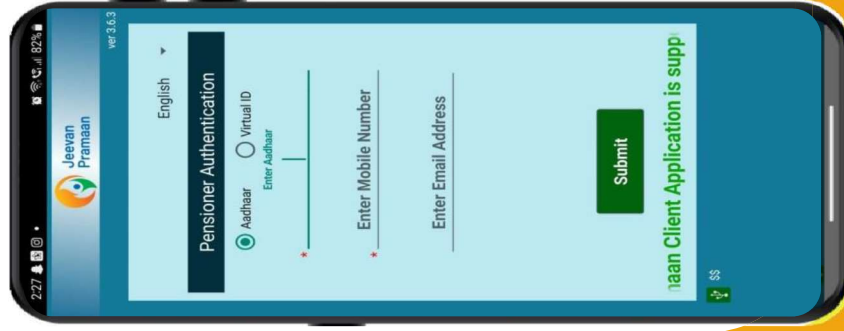 2:27
82%
Jeevan
Pramaan
ver 3.6.3
English
Pensioner Authentication
Aadhaar
Virtual ID
Enter Aadhaar
*
Enter Mobile Number
*
Enter Email Address
Submit
naan Client Application is supp
$$